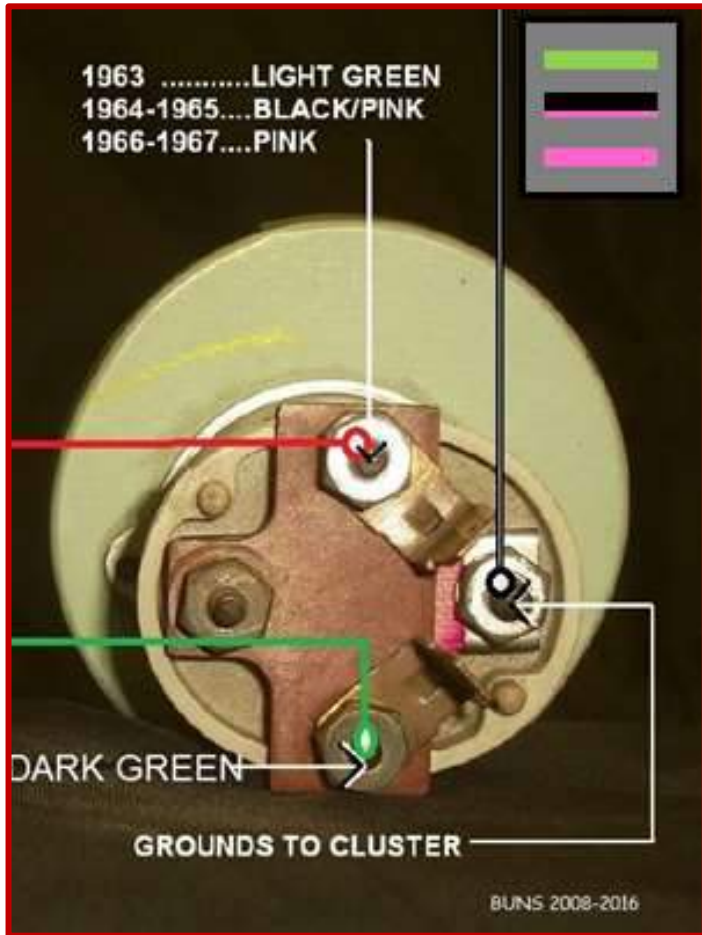 1963 ...........LIGHT GREEN
1964-1965....BLACK/PINK
1966-1967....PINK
DARK GREEN
GROUNDS TO CLUSTER
BUNS 2008-2016